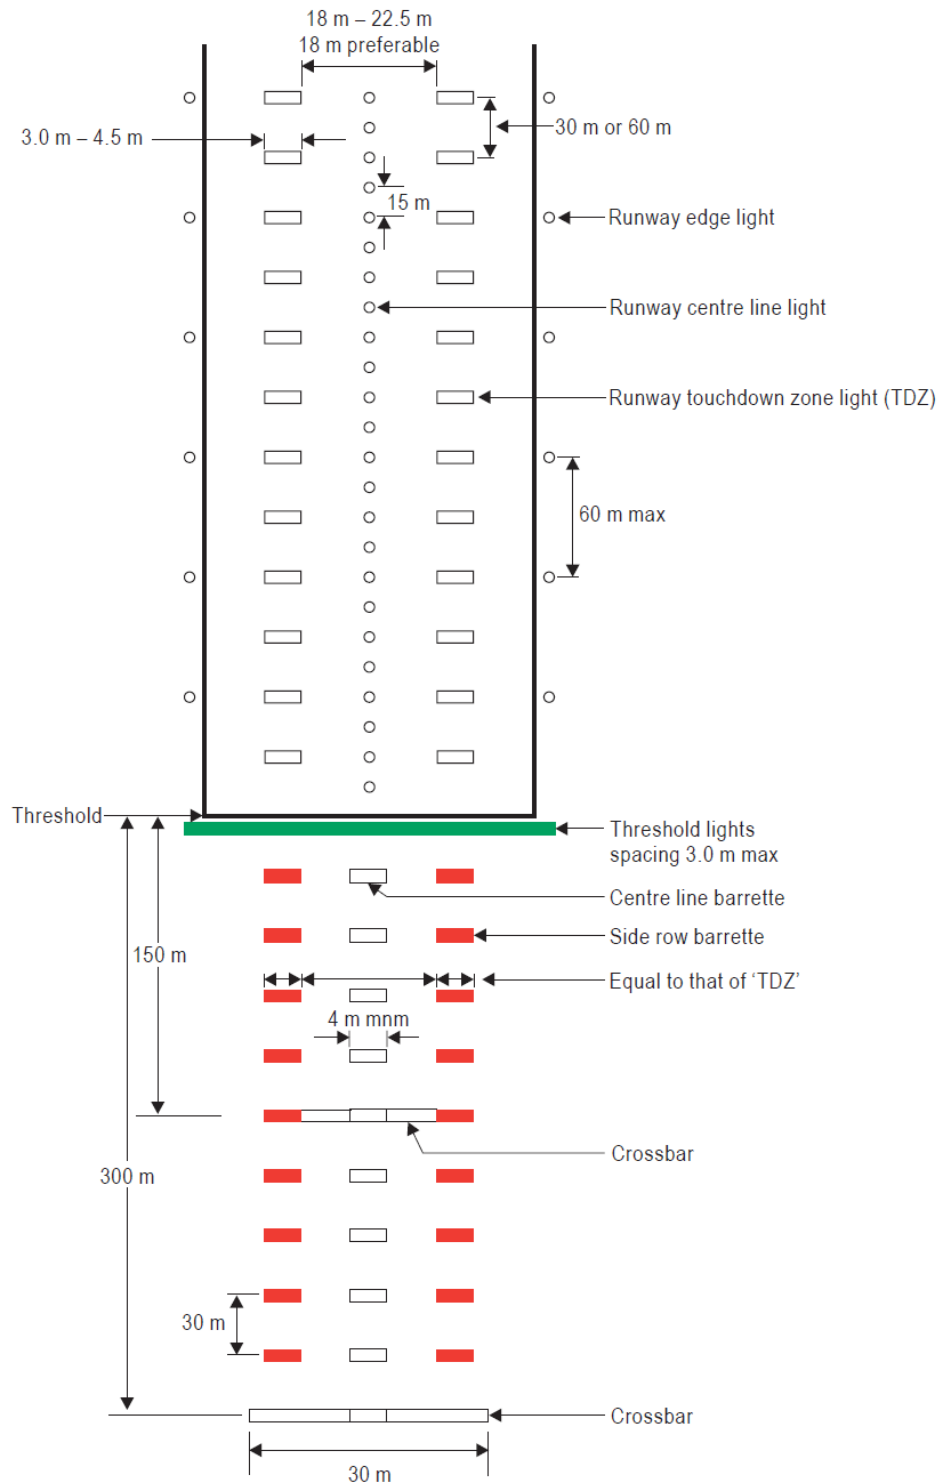 18 m – 22.5 m
18 m preferable
3.0 m – 4.5 m
30 m or 60 m
15 m
Runway edge light
Runway centre line light
Runway touchdown zone light (TDZ)
60 m max
Threshold
Threshold lights
spacing 3.0 m max
Centre line barrette
Side row barrette
150 m
Equal to that of ‘TDZ’
4 m mnm
Crossbar
300 m
30 m
Crossbar
30 m